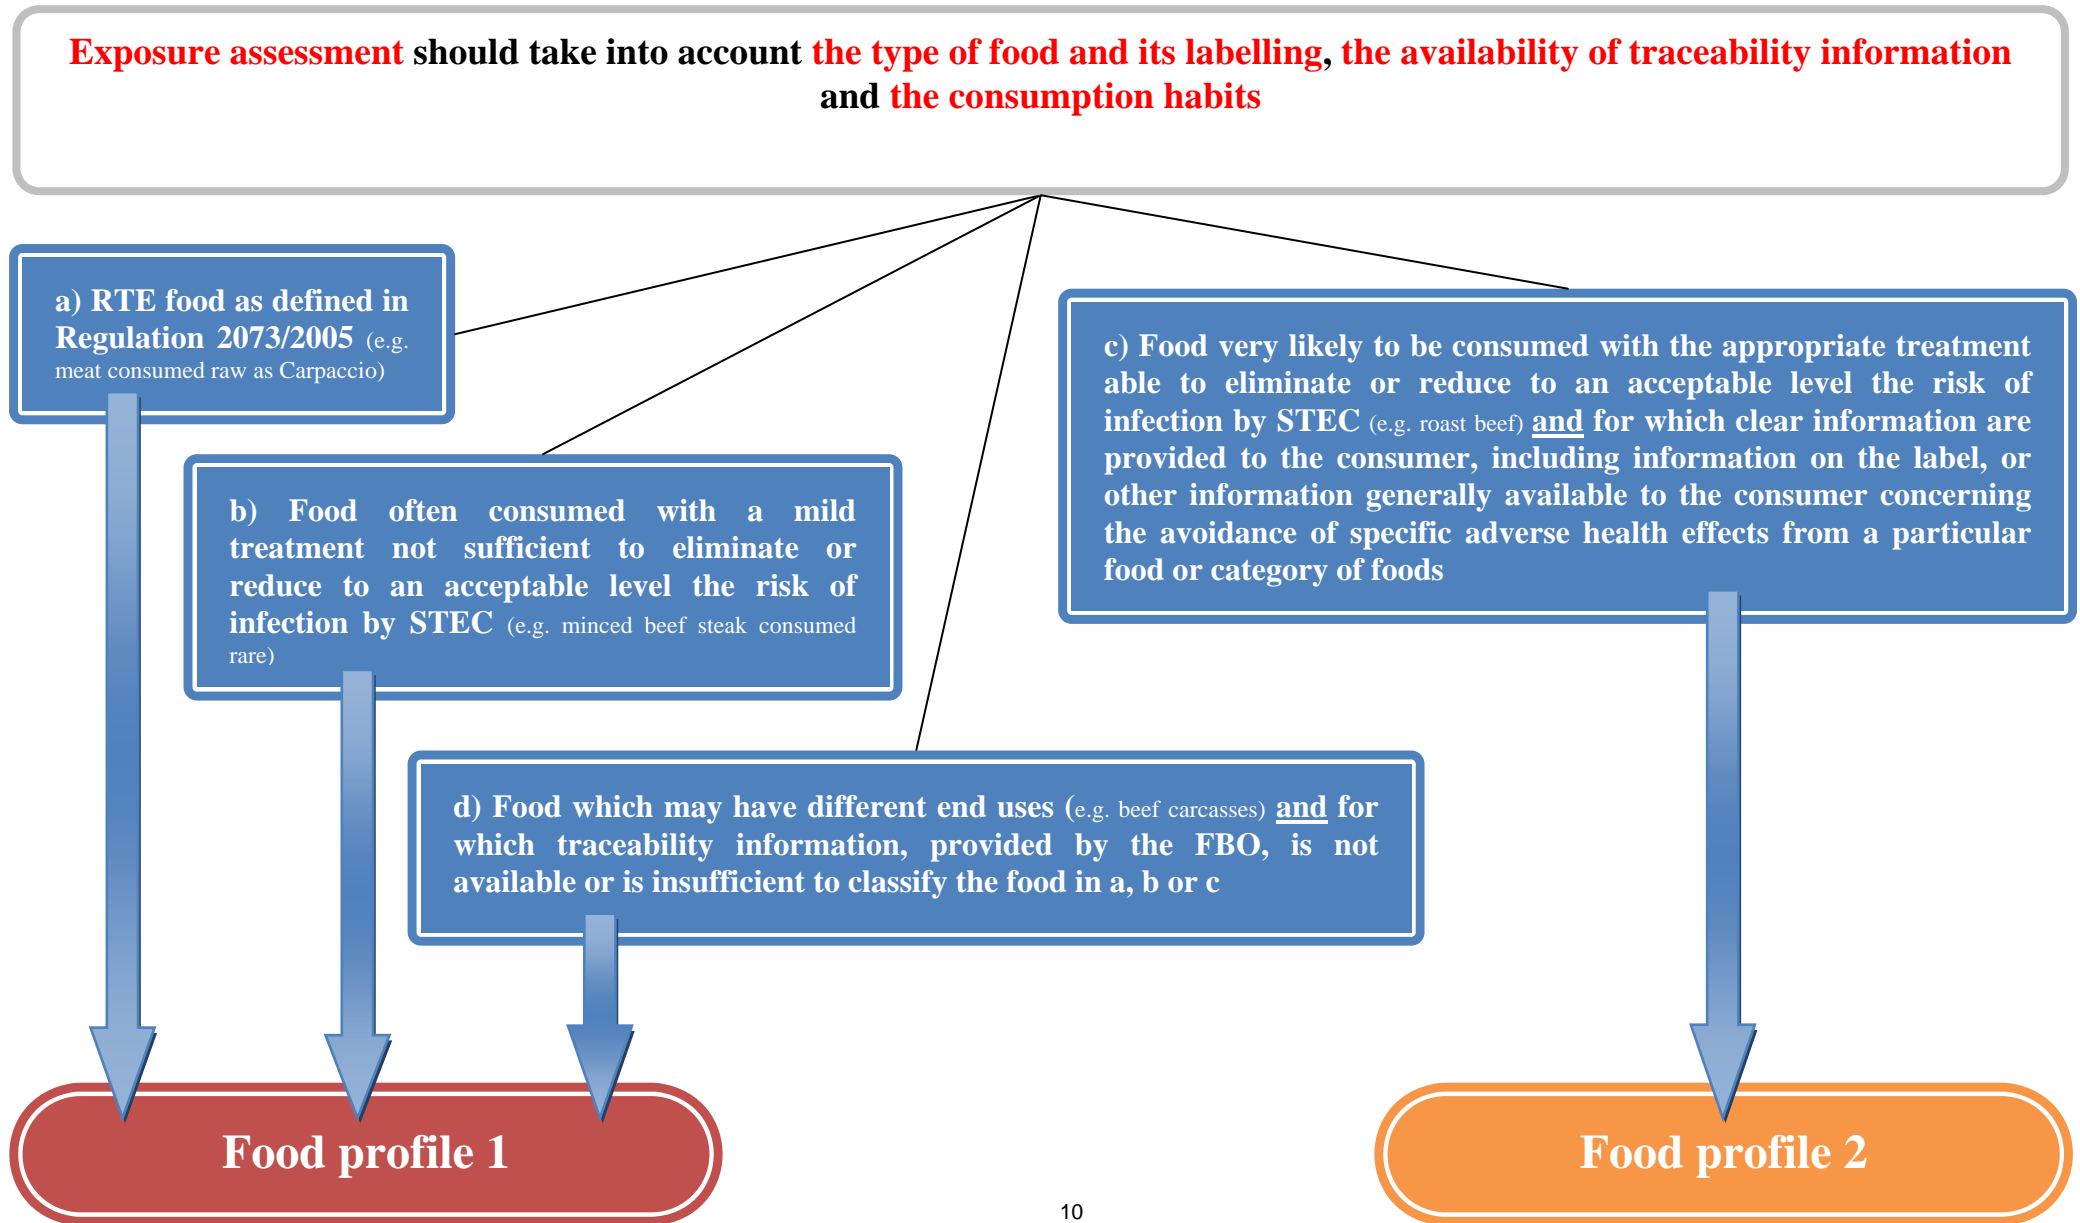 Exposure assessment should take into account the type of food and its labelling, the availability of traceability information
and the consumption habits
a) RTE food as defined in
Regulation 2073/2005 (e.g.
meat consumed raw as Carpaccio)
b) Food often consumed with a mild
treatment not sufficient to eliminate or
reduce to an acceptable level the risk of
infection by STEC (e.g. minced beef steak consumed
rare)
c) Food very likely to be consumed with the appropriate treatment
able to eliminate or reduce to an acceptable level the risk of
infection by STEC (e.g. roast beef) and for which clear information are
provided to the consumer, including information on the label, or
other information generally available to the consumer concerning
the avoidance of specific adverse health effects from a particular
food or category of foods
d) Food which may have different end uses (e.g. beef carcasses) and for
which traceability information, provided by the FBO, is not
available or is insufficient to classify the food in a, b or c
Food profile 1
Food profile 2
10